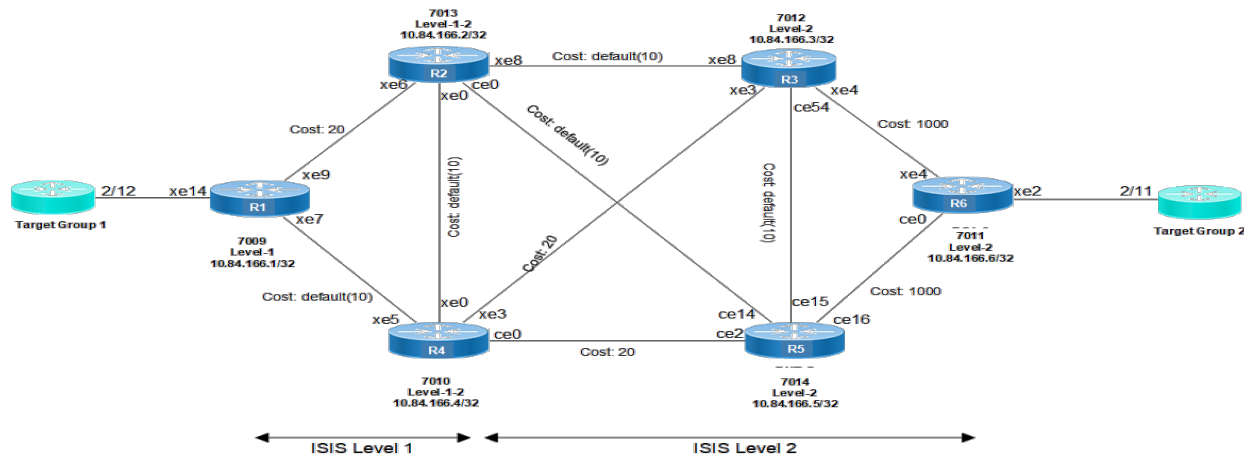 7013
Level-1-2
10.84.166.2/32
R2
xe8
xe6
ce0
xe0
Cost: default(10)
7012
Level-2
10.84.166.3/32
xe8
R3
xe3
xe4
ce54
Cost: 20
Cost: default(10)
Cost: default(10)
Cost: 20
Cost default(10)
Cost: 1000
2/12
xe14
Target Group 1
xe9
R1
xe7
7009
Level-1
10.84.166.1/32
xe4
R6
xe2
ce0
7011
Level-2
10.84.166.6/32
2/11
Target Group 2
Cost: default(10)
Cost: 1000
xe0
xe5
xe3
R4
ce0
7010
Level-1-2
10.84.166.4/32
Cost: 20
ce15
ce14
ce16
ce2
R5
7014
Level-2
10.84.166.5/32
ISIS Level 1
ISIS Level 2